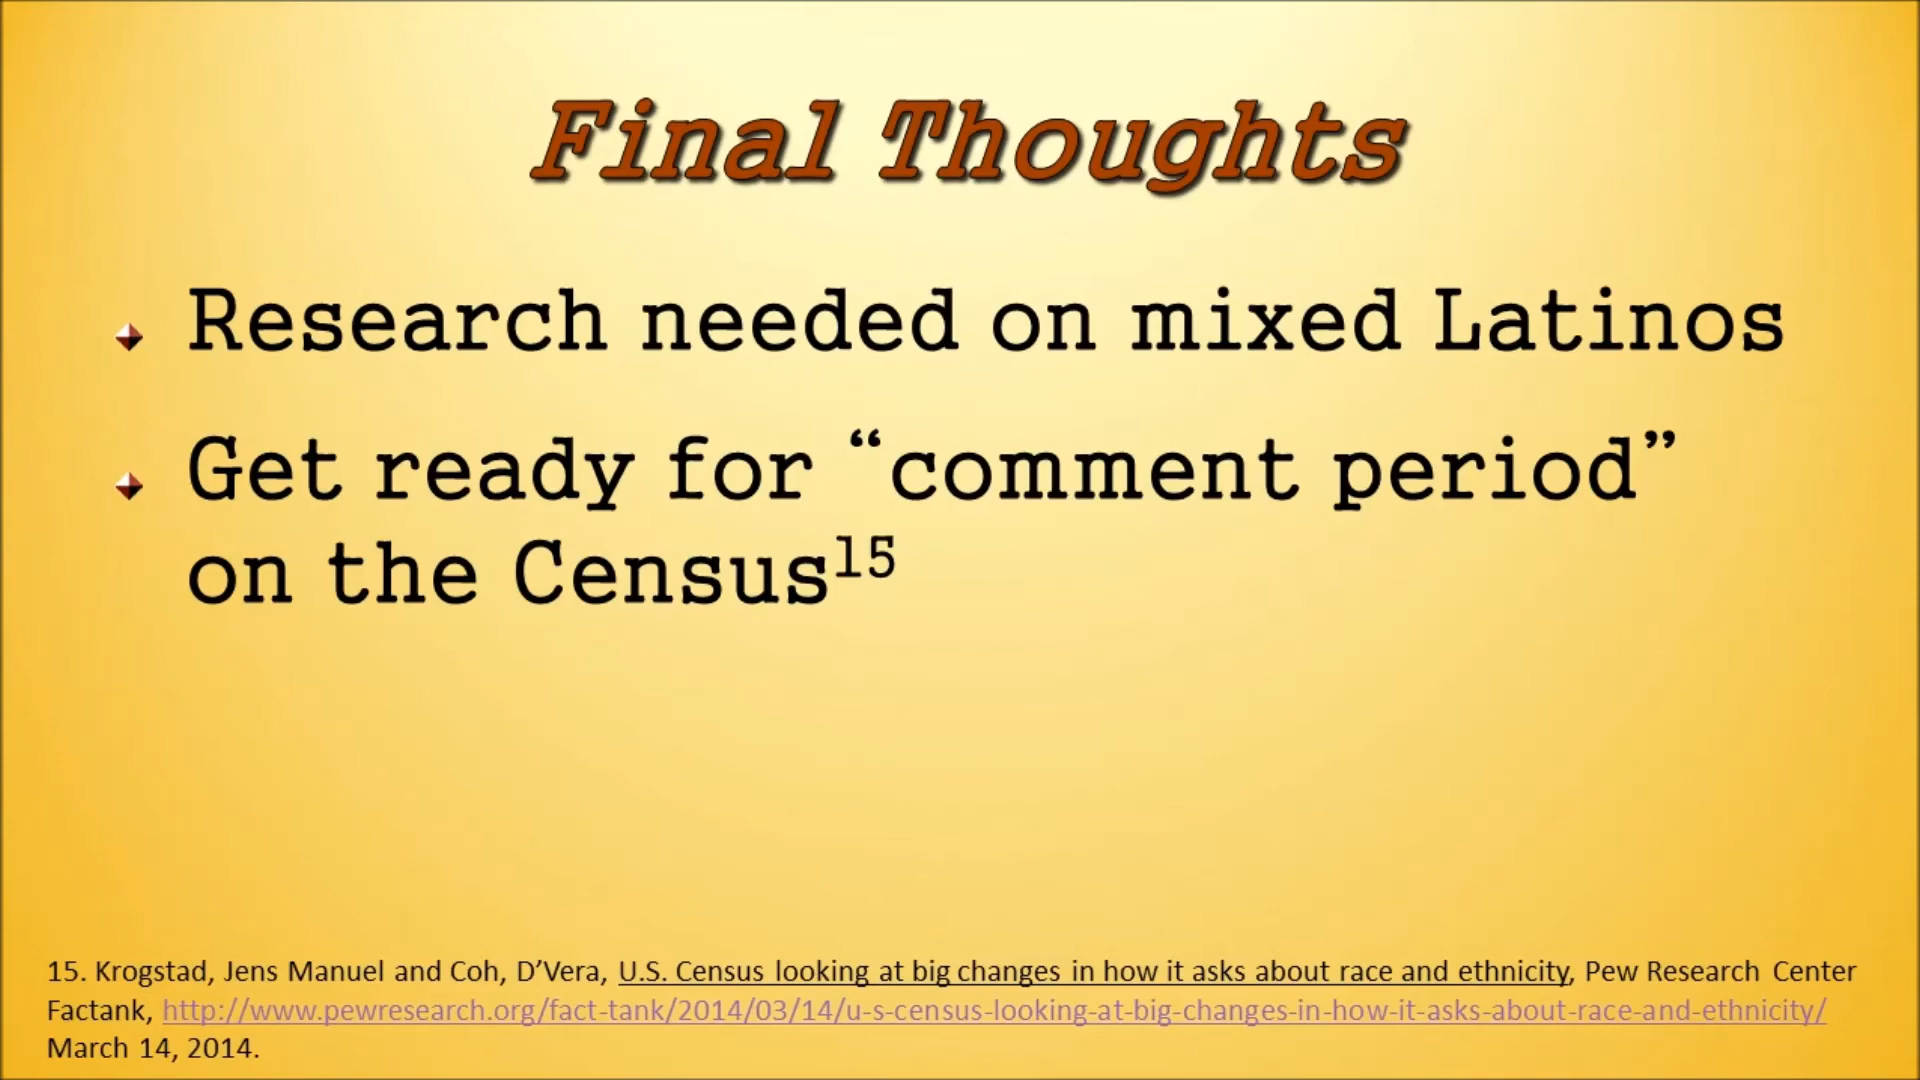 Final Thoughts
Research needed on mixed Latinos
Get ready for “comment period”
on the Census15
15. Krogstad, Jens Manuel and Coh, D’Vera, U.S. Census looking at big changes in how it asks about race and ethnicity, Pew Research Center
Factank, http://www.pewresearch.org/fact-tank/2014/03/14/u-s-census-looking-at-big-changes-in-how-it-asks-about-race-and-ethnicity/
March 14, 2014.